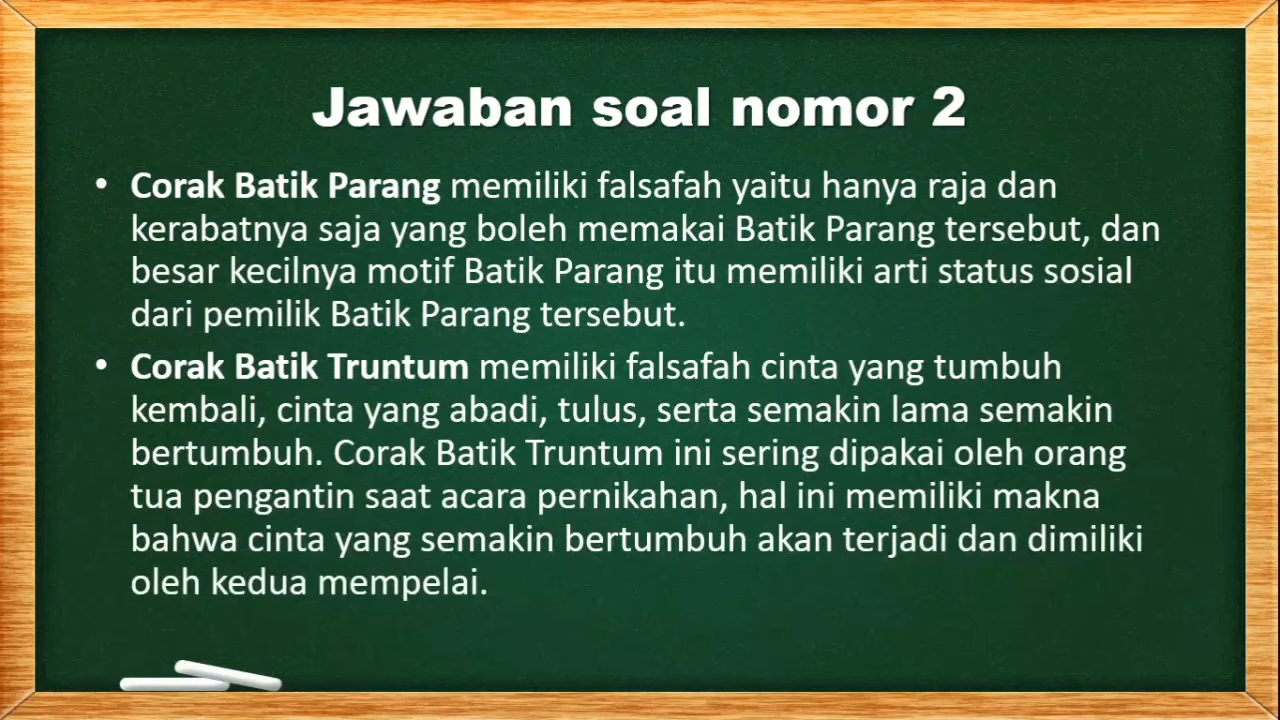 Jawaban soal nomor 2
• Corak Batik Parang memiliki falsafah yaitu hanya raja dan
kerabatnya saja yang boleh memakai Batik Parang tersebut, dan
besar kecilnya motif Batik Parang itu memiliki arti status sosial
dari pemilik Batik Parang tersebut.
• Corak Batik Truntum memiliki falsafah cinta yang tumbuh
kembali, cinta yang abadi, tulus, serta semakin lama semakin
bertumbuh. Corak Batik Truntum ini sering dipakai oleh orang
tua pengantin saat acara pernikahan, hal ini memiliki makna
bahwa cinta yang semakin bertumbuh akan terjadi dan dimiliki
oleh kedua mempelai.